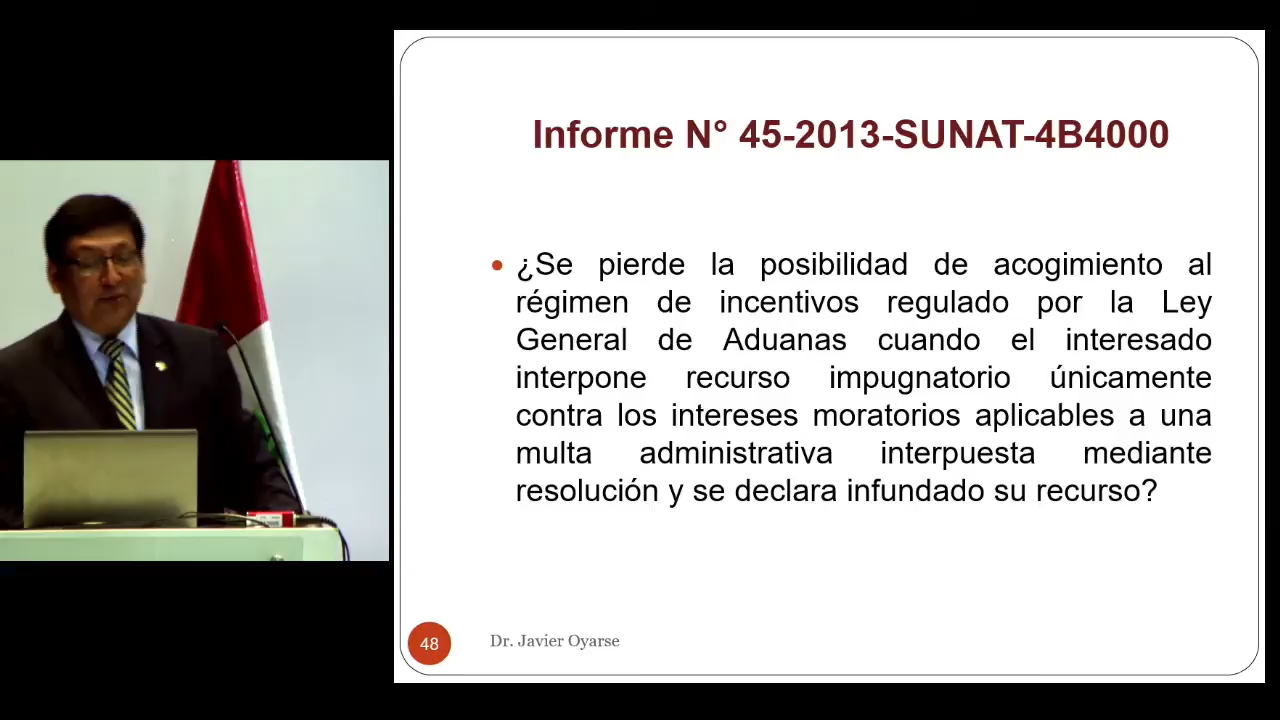 Informe N° 45-2013-SUNAT-4B4000
• ¿Se pierde la posibilidad de acogimiento al
régimen de incentivos regulado por la Ley
General de Aduanas cuando el interesado
interpone recurso impugnatorio únicamente
contra los intereses moratorios aplicables a una
multa administrativa interpuesta mediante
resolución y se declara infundado su recurso?
48
Dr. Javier Oyarse